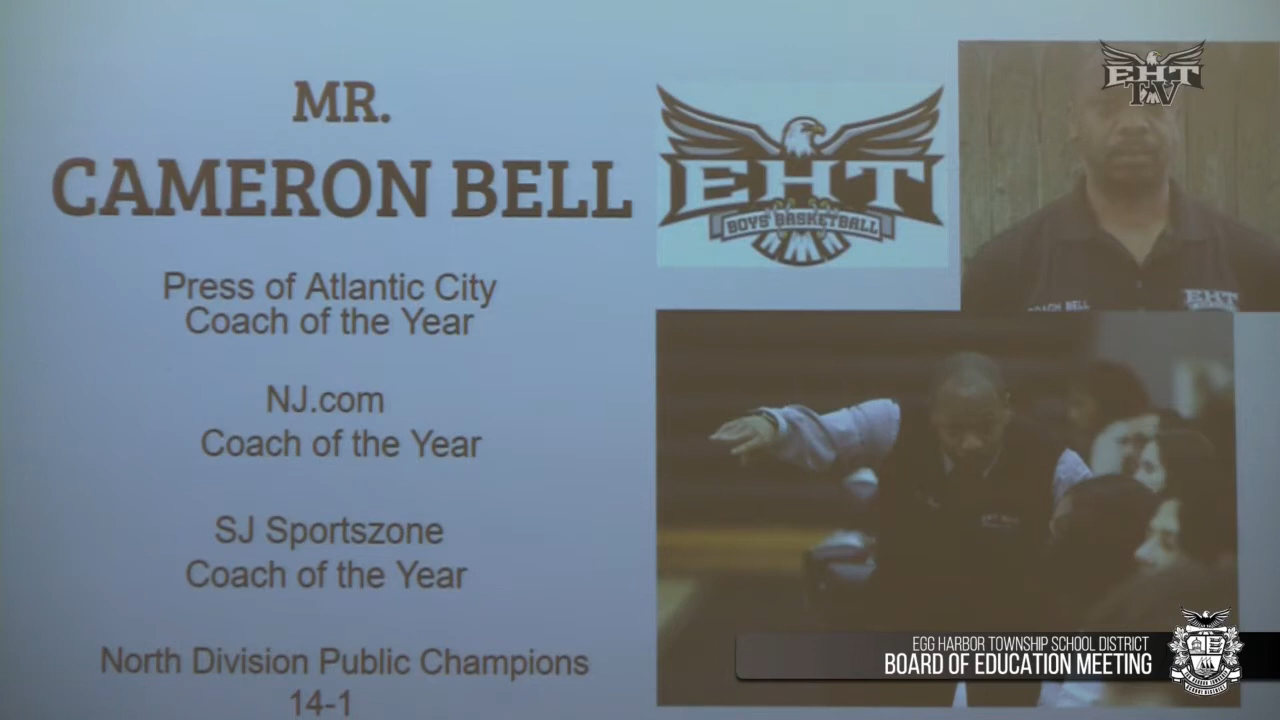 MR.
CAMERON BELL
Press of Atlantic City
Coach of the Year
NJ.com
Coach of the Year
SJ Sportszone
Coach of the Year
North Division Public Champions
14-1
EHT
BOYS' BASKETBALL
EHT
TV
COACH BELL
EHT
EGG HARBOR TOWNSHIP SCHOOL DISTRICT
BOARD OF EDUCATION MEETING